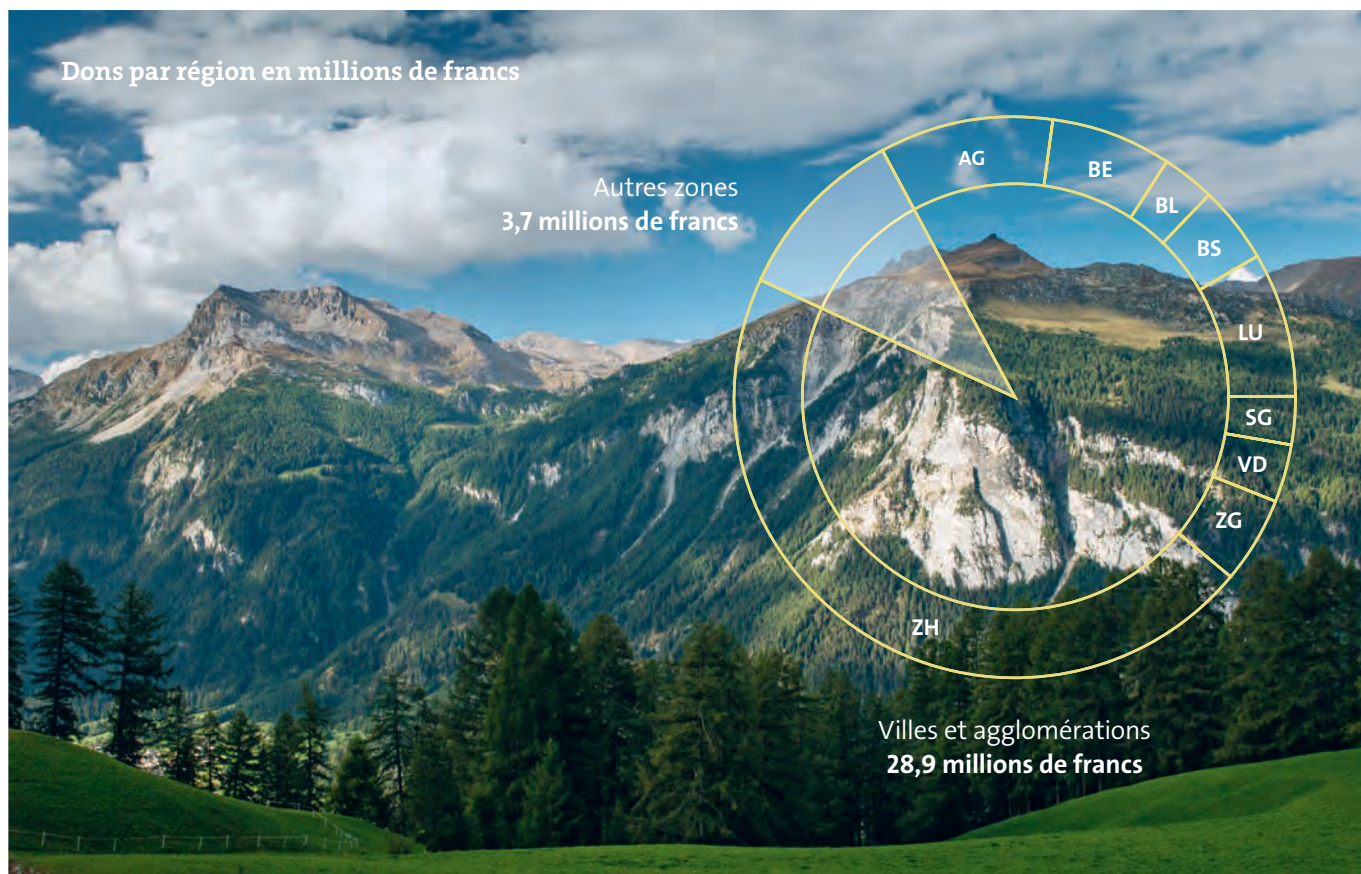 Dons par région en millions de francs
Autres zones
3,7 millions de francs
AG
BE
BL
BS
LU
SG
VD
ZG
ZH
Villes et agglomérations
28,9 millions de francs